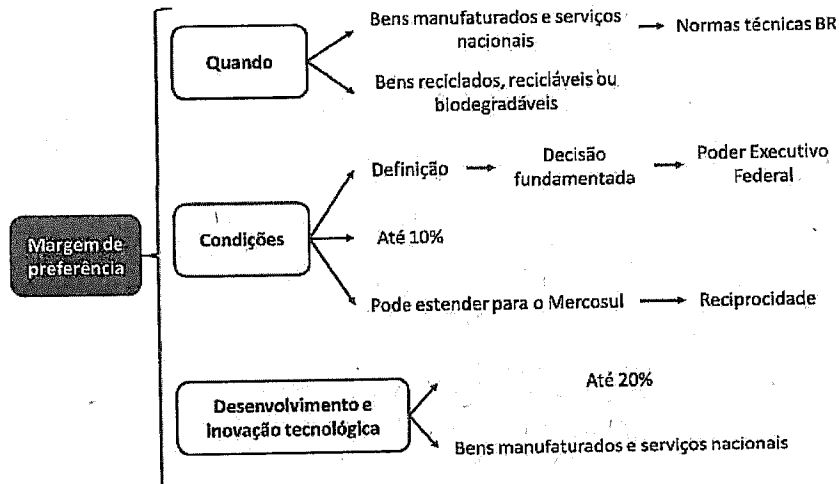 Margem de
preferência
Quando
Bens manufaturados e serviços
nacionais
Normas técnicas BR
Bens reciclados, recicláveis ou
biodegradáveis
Condições
Definição
Decisão
fundamentada
Poder Executivo
Federal
Até 10%
Pode estender para o Mercosul
Reciprocidade
Desenvolvimento e
inovação tecnológica
Até 20%
Bens manufaturados e serviços nacionais